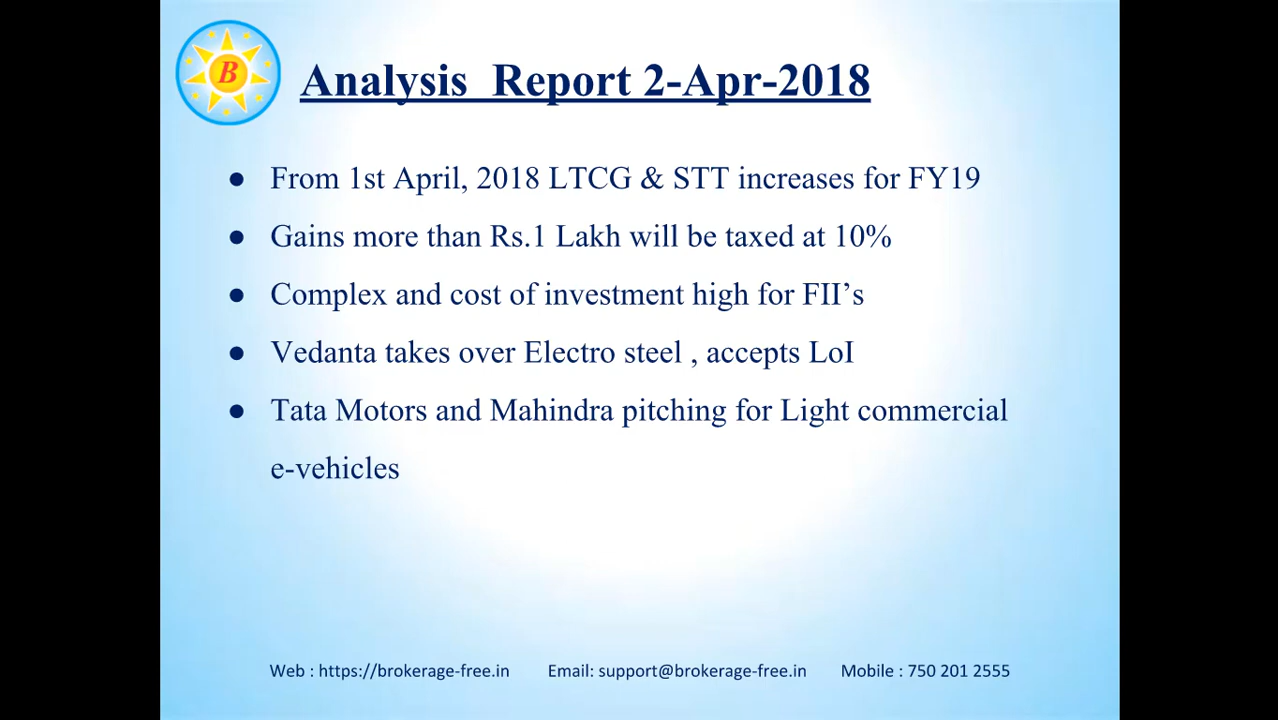 B
Analysis Report 2-Apr-2018
● From 1st April, 2018 LTCG & STT increases for FY19
● Gains more than Rs.1 Lakh will be taxed at 10%
● Complex and cost of investment high for FII’s
● Vedanta takes over Electro steel , accepts LoI
● Tata Motors and Mahindra pitching for Light commercial
e-vehicles
Web : https://brokerage-free.in Email: support@brokerage-free.in Mobile : 750 201 2555